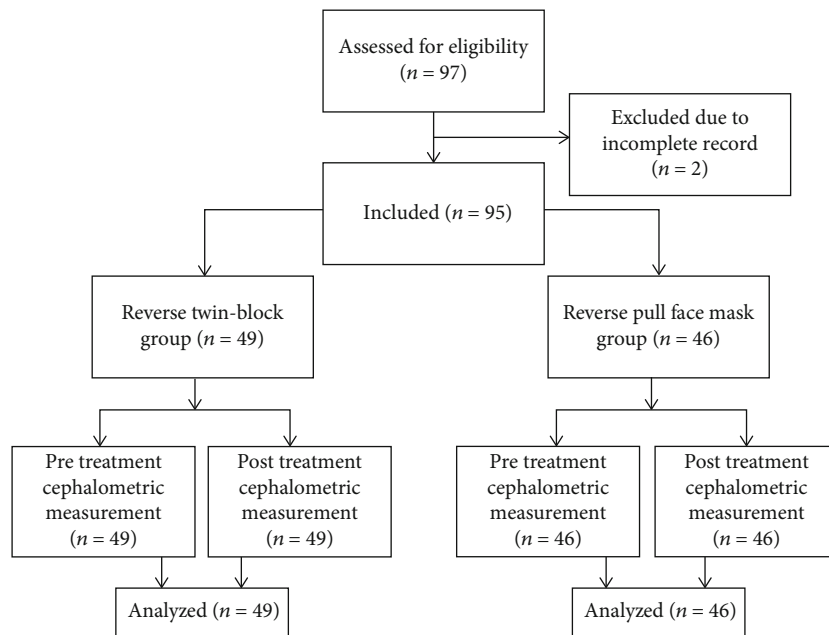 Assessed for eligibility
(n = 97)
Excluded due to
incomplete record
(n = 2)
Included (n = 95)
Reverse twin-block
group (n = 49)
Reverse pull face mask
group (n = 46)
Pre treatment
cephalometric
measurement
(n = 49)
Post treatment
cephalometric
measurement
(n = 49)
Pre treatment
cephalometric
measurement
(n = 46)
Post treatment
cephalometric
measurement
(n = 46)
Analyzed (n = 49)
Analyzed (n = 46)